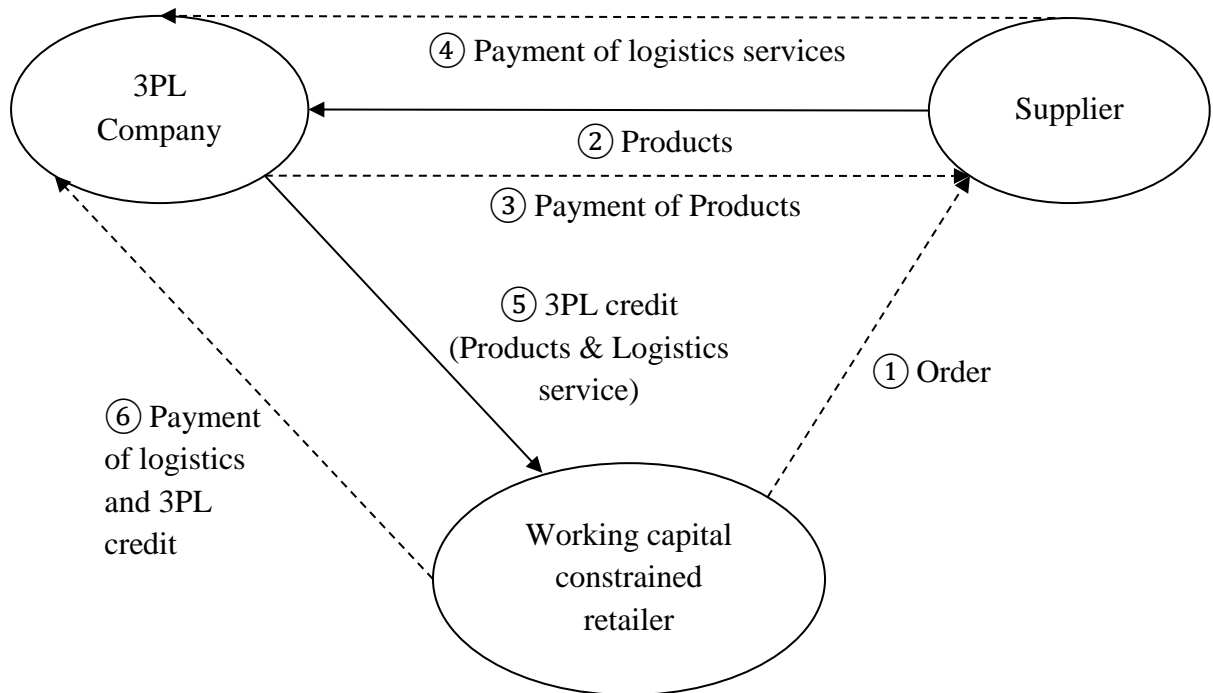 ④ Payment of logistics services
3PL
Company
Supplier
② Products
③ Payment of Products
⑤ 3PL credit
(Products & Logistics
service)
① Order
⑥ Payment
of logistics
and 3PL
credit
Working capital
constrained
retailer